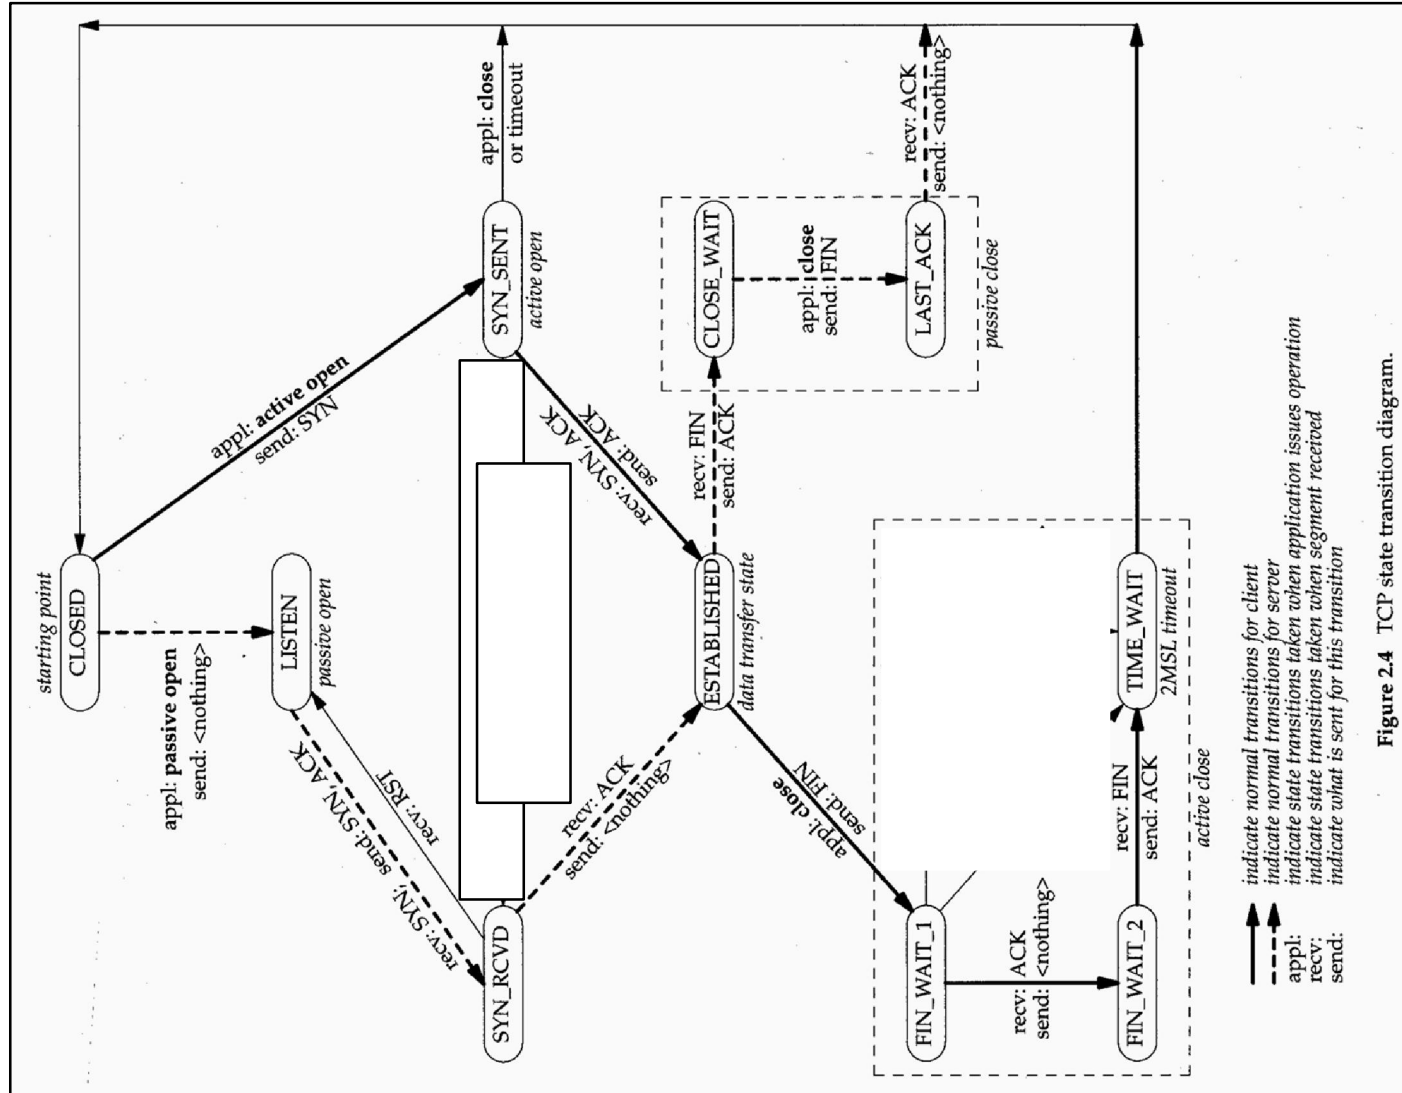 starting point
CLOSED
appl: passive open
send: <nothing>
appl: active open
send: SYN
LISTEN
passive open
recv: SYN; send: SYN, ACK
recv: RST
SYN_RCVD
SYN_SENT
active open
appl: close
or timeout
recv: SYN, ACK
send: ACK
recv: ACK
send: <nothing>
ESTABLISHED
data transfer state
recv: FIN
send: ACK
CLOSE_WAIT
appl: close
send: FIN
LAST_ACK
passive close
recv: ACK
send: <nothing>
appl: close
send: FIN
FIN_WAIT_1
recv: ACK
send: <nothing>
FIN_WAIT_2
recv: FIN
send: ACK
TIME_WAIT
2MSL timeout
active close
indicate normal transitions for client
indicate normal transitions for server
appl: indicate state transitions taken when application issues operation
recv: indicate state transitions taken when segment received
send: indicate what is sent for this transition
Figure 2.4 TCP state transition diagram.